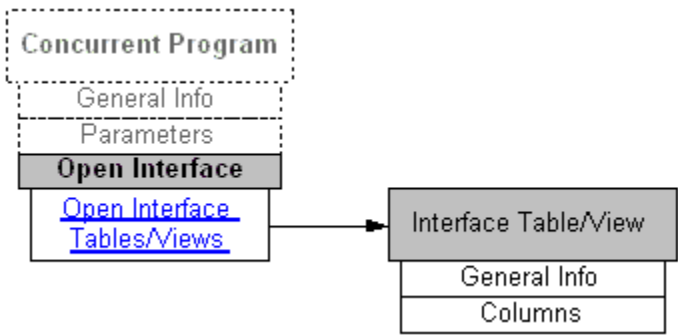 Concurrent Program
General Info
Parameters
Open Interface
Open Interface
Tables/Views
Interface Table/View
General Info
Columns